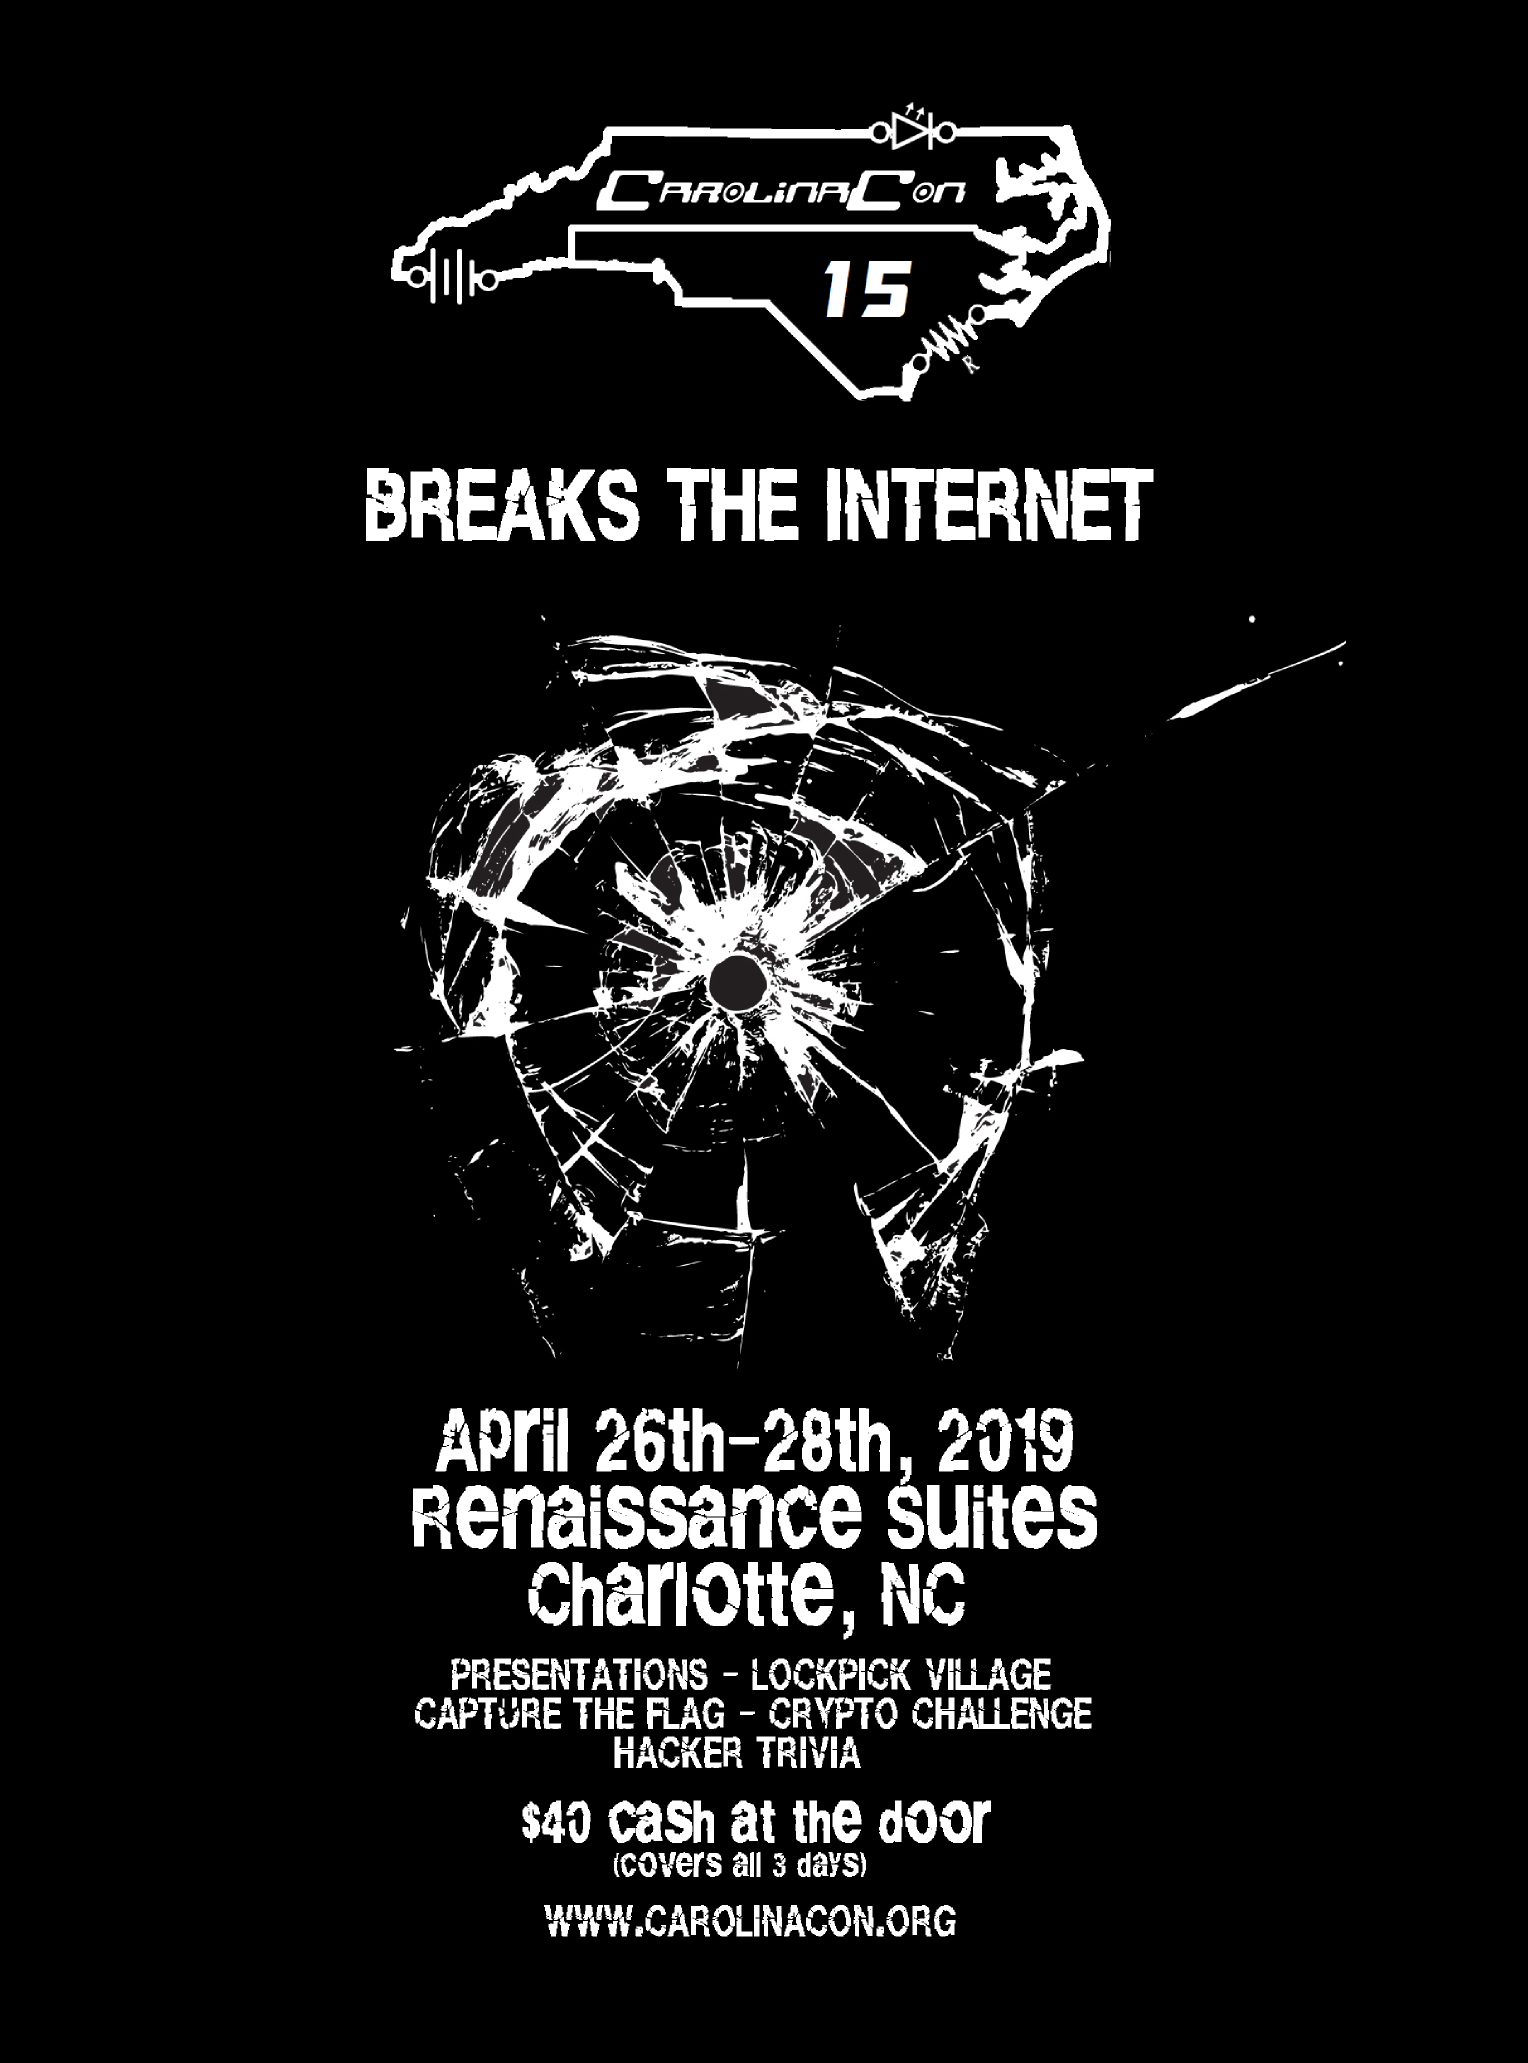 CarolinaCon
15
R
BREAKS THE INTERNET
April 26th-28th, 2019
Renaissance Suites
Charlotte, NC
PRESENTATIONS - LOCKPICK VILLAGE
CAPTURE THE FLAG - CRYPTO CHALLENGE
HACKER TRIVIA
$40 cash at the door
(covers all 3 days)
WWW.CAROLINACON.ORG